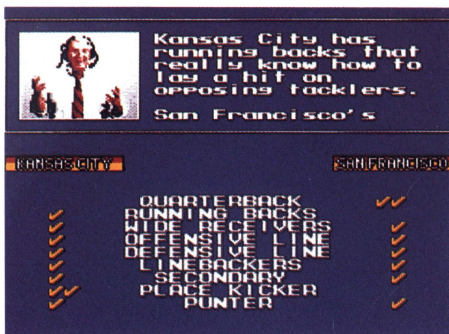 Kansas City has
running backs that
really know how to
lay a hit on
opposing tacklers.
San Francisco's
KANSAS CITY
SAN FRANCISCO
QUARTERBACK
RUNNING BACKS
WIDE RECEIVERS
OFFENSIVE LINE
DEFENSIVE LINE
LINEBACKERS
SECONDARY
PLACE KICKER
PUNTER